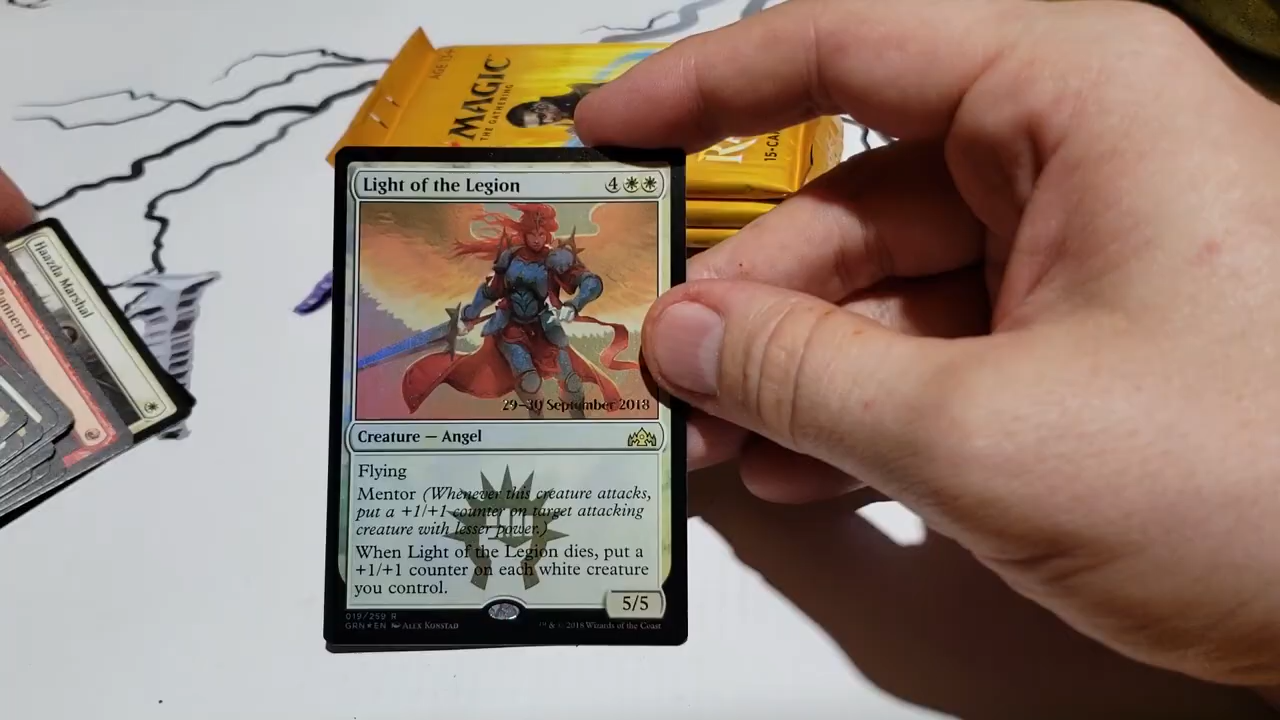 AGE 13+
MAGIC
THE GATHERING
15-CA
Light of the Legion 4
29-30 September 2018
Creature — Angel
Flying
Mentor (Whenever this creature attacks,
put a +1/+1 counter on target attacking
creature with lesser power.)
When Light of the Legion dies, put a
+1/+1 counter on each white creature
you control.
5/5
019/259 R
GRN★EN Alex Konstad
™ & © 2018 Wizards of the Coast
Haazda Marshal